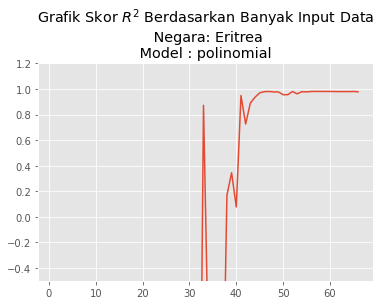 Grafik Skor R² Berdasarkan Banyak Input Data
Negara: Eritrea
Model : polinomial
1.2
1.0
0.8
0.6
0.4
0.2
0.0
−0.2
−0.4
0 10 20 30 40 50 60